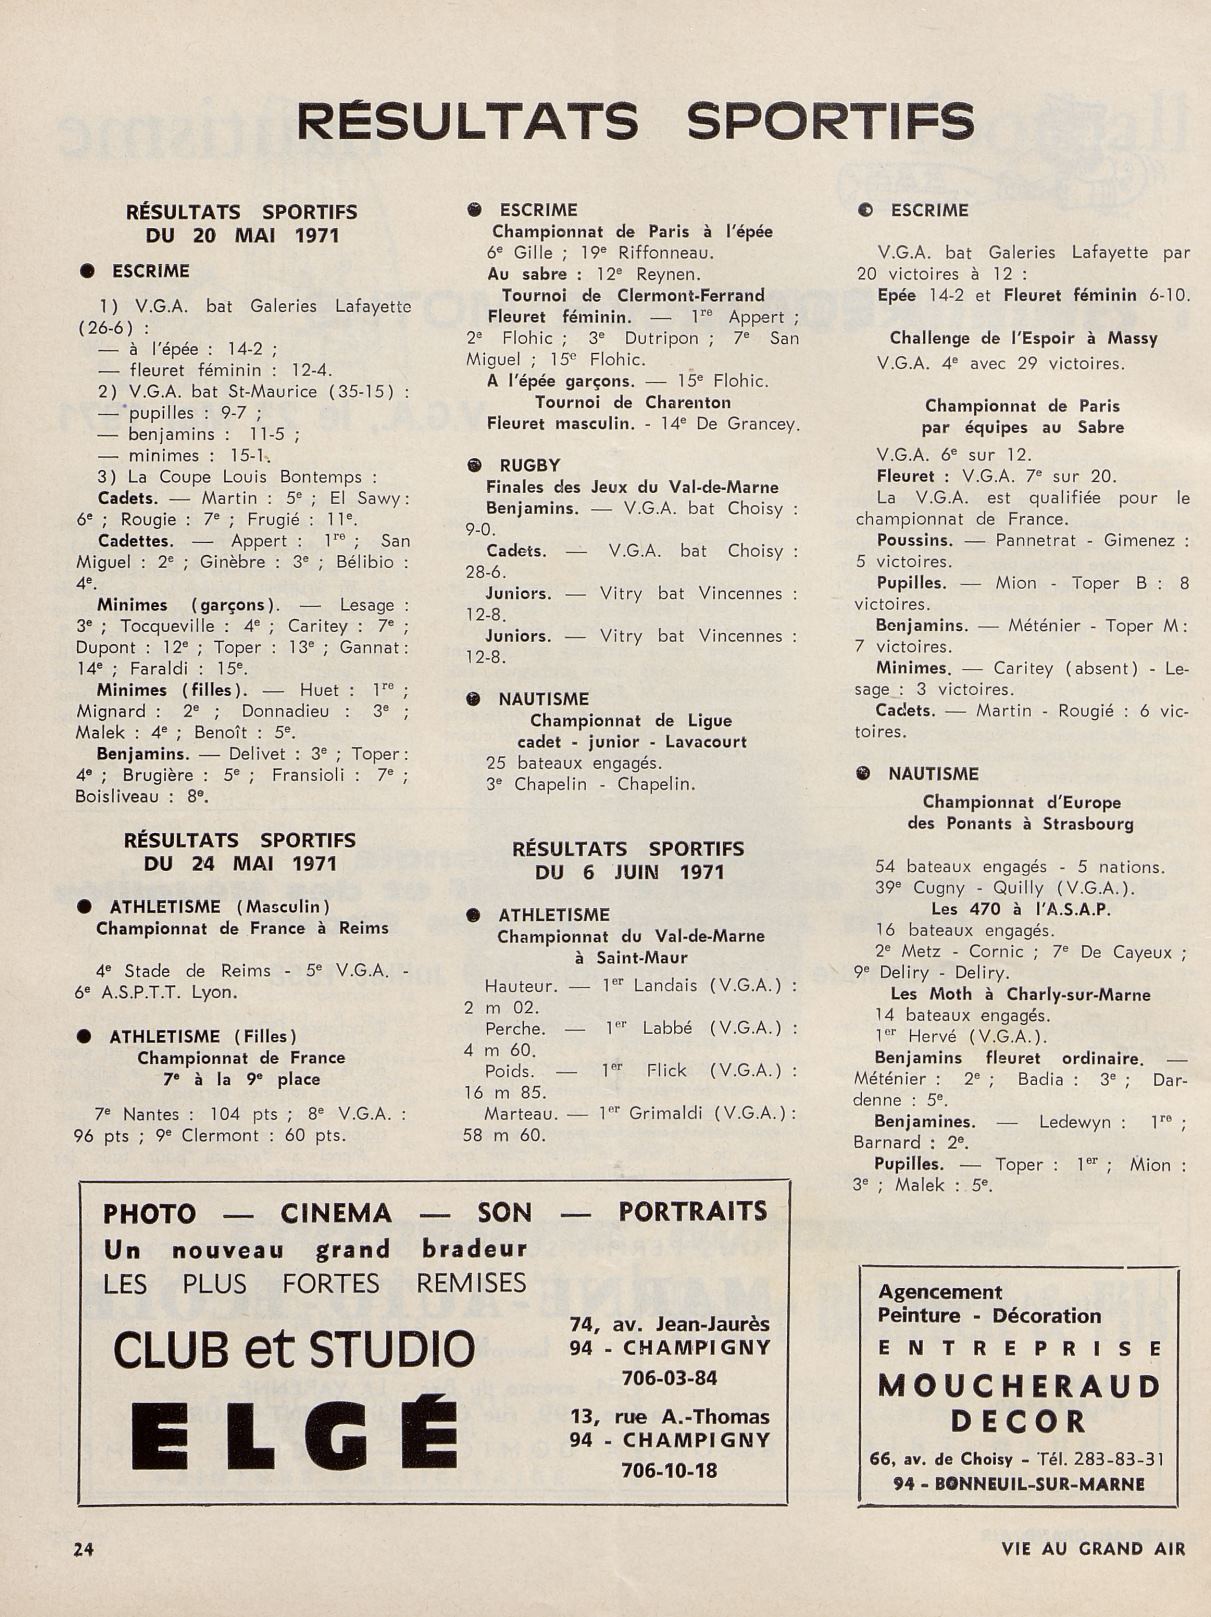 RÉSULTATS SPORTIFS
RÉSULTATS SPORTIFS
DU 20 MAI 1971
● ESCRIME
1) V.G.A. bat Galeries Lafayette
(26-6) :
— à l'épée : 14-2 ;
— fleuret féminin : 12-4.
2) V.G.A. bat St-Maurice (35-15) :
— pupilles : 9-7 ;
— benjamins : 11-5 ;
— minimes : 15-1.
3) La Coupe Louis Bontemps :
Cadets. — Martin : 5e ; El Sawy :
6e ; Rougie : 7e ; Frugié : 11e.
Cadettes. — Appert : 1re ; San
Miguel : 2e ; Ginèbre : 3e ; Bélibio :
4e.
Minimes (garçons). — Lesage :
3e ; Tocqueville : 4e ; Caritey : 7e ;
Dupont : 12e ; Toper : 13e ; Gannat :
14e ; Faraldi : 15e.
Minimes (filles). — Huet : 1re ;
Mignard : 2e ; Donnadieu : 3e ;
Malek : 4e ; Benoît : 5e.
Benjamins. — Delivet : 3e ; Toper :
4e ; Brugière : 5e ; Fransioli : 7e ;
Boisliveau : 8e.
RÉSULTATS SPORTIFS
DU 24 MAI 1971
● ATHLETISME (Masculin)
Championnat de France à Reims
4e Stade de Reims - 5e V.G.A. -
6e A.S.P.T.T. Lyon.
● ATHLETISME (Filles)
Championnat de France
7e à la 9e place
7e Nantes : 104 pts ; 8e V.G.A. :
96 pts ; 9e Clermont : 60 pts.
● ESCRIME
Championnat de Paris à l'épée
6e Gille ; 19e Riffonneau.
Au sabre : 12e Reynen.
Tournoi de Clermont-Ferrand
Fleuret féminin. — 1re Appert ;
2e Flohic ; 3e Dutripon ; 7e San
Miguel ; 15e Flohic.
A l'épée garçons. — 15e Flohic.
Tournoi de Charenton
Fleuret masculin. - 14e De Grancey.
● RUGBY
Finales des Jeux du Val-de-Marne
Benjamins. — V.G.A. bat Choisy :
9-0.
Cadets. — V.G.A. bat Choisy :
28-6.
Juniors. — Vitry bat Vincennes :
12-8.
Juniors. — Vitry bat Vincennes :
12-8.
● NAUTISME
Championnat de Ligue
cadet - junior - Lavacourt
25 bateaux engagés.
3e Chapelin - Chapelin.
RÉSULTATS SPORTIFS
DU 6 JUIN 1971
● ATHLETISME
Championnat du Val-de-Marne
à Saint-Maur
Hauteur. — 1er Landais (V.G.A.) :
2 m 02.
Perche. — 1er Labbé (V.G.A.) :
4 m 60.
Poids. — 1er Flick (V.G.A.) :
16 m 85.
Marteau. — 1er Grimaldi (V.G.A.) :
58 m 60.
● ESCRIME
V.G.A. bat Galeries Lafayette par
20 victoires à 12 :
Epée 14-2 et Fleuret féminin 6-10.
Challenge de l'Espoir à Massy
V.G.A. 4e avec 29 victoires.
Championnat de Paris
par équipes au Sabre
V.G.A. 6e sur 12.
Fleuret : V.G.A. 7e sur 20.
La V.G.A. est qualifiée pour le
championnat de France.
Poussins. — Pannetrat - Gimenez :
5 victoires.
Pupilles. — Mion - Toper B : 8
victoires.
Benjamins. — Méténier - Toper M :
7 victoires.
Minimes. — Caritey (absent) - Le-
sage : 3 victoires.
Cadets. — Martin - Rougié : 6 vic-
toires.
● NAUTISME
Championnat d'Europe
des Ponants à Strasbourg
54 bateaux engagés - 5 nations.
39e Cugny - Quilly (V.G.A.).
Les 470 à l'A.S.A.P.
16 bateaux engagés.
2e Metz - Cornic ; 7e De Cayeux ;
9e Deliry - Deliry.
Les Moth à Charly-sur-Marne
14 bateaux engagés.
1er Hervé (V.G.A.).
Benjamins fleuret ordinaire. —
Méténier : 2e ; Badia : 3e ; Dar-
denne : 5e.
Benjamines. — Ledewyn : 1re ;
Barnard : 2e.
Pupilles. — Toper : 1er ; Mion :
3e ; Malek : 5e.
PHOTO — CINEMA — SON — PORTRAITS
Un nouveau grand bradeur
LES PLUS FORTES REMISES
CLUB et STUDIO
ELGÉ
74, av. Jean-Jaurès
94 - CHAMPIGNY
706-03-84
13, rue A.-Thomas
94 - CHAMPIGNY
706-10-18
Agencement
Peinture - Décoration
ENTREPRISE
MOUCHERAUD
DECOR
66, av. de Choisy - Tél. 283-83-31
94 - BONNEUIL-SUR-MARNE
24
VIE AU GRAND AIR